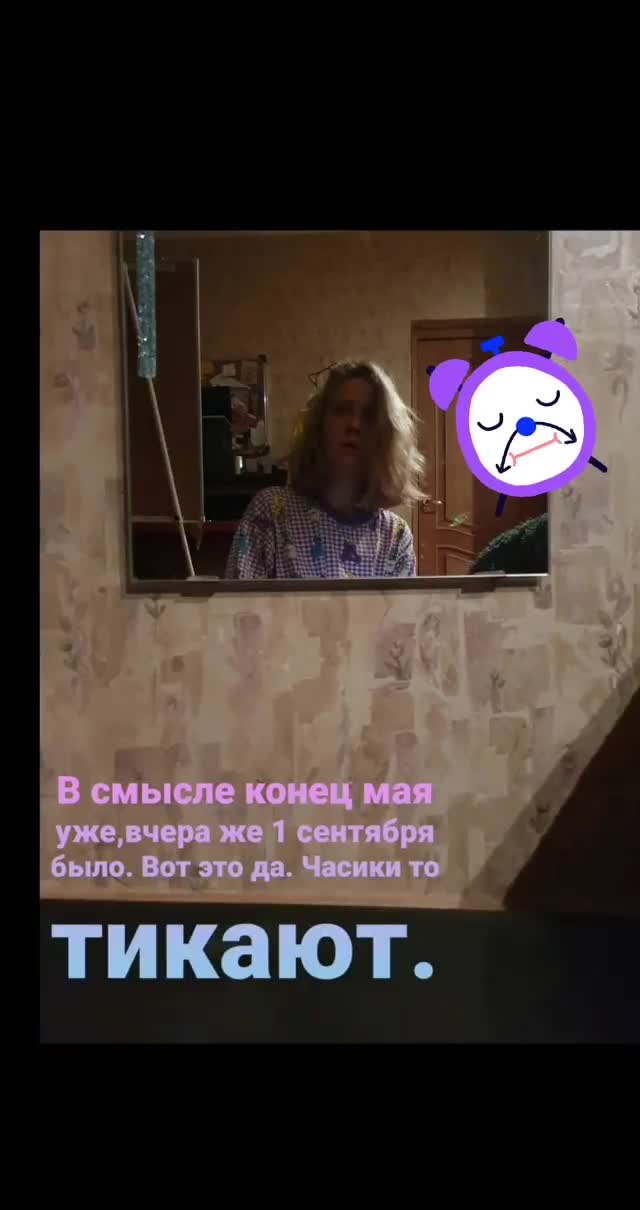 В смысле конец мая
уже,вчера же 1 сентября
было. Вот это да. Часики то
тикают.